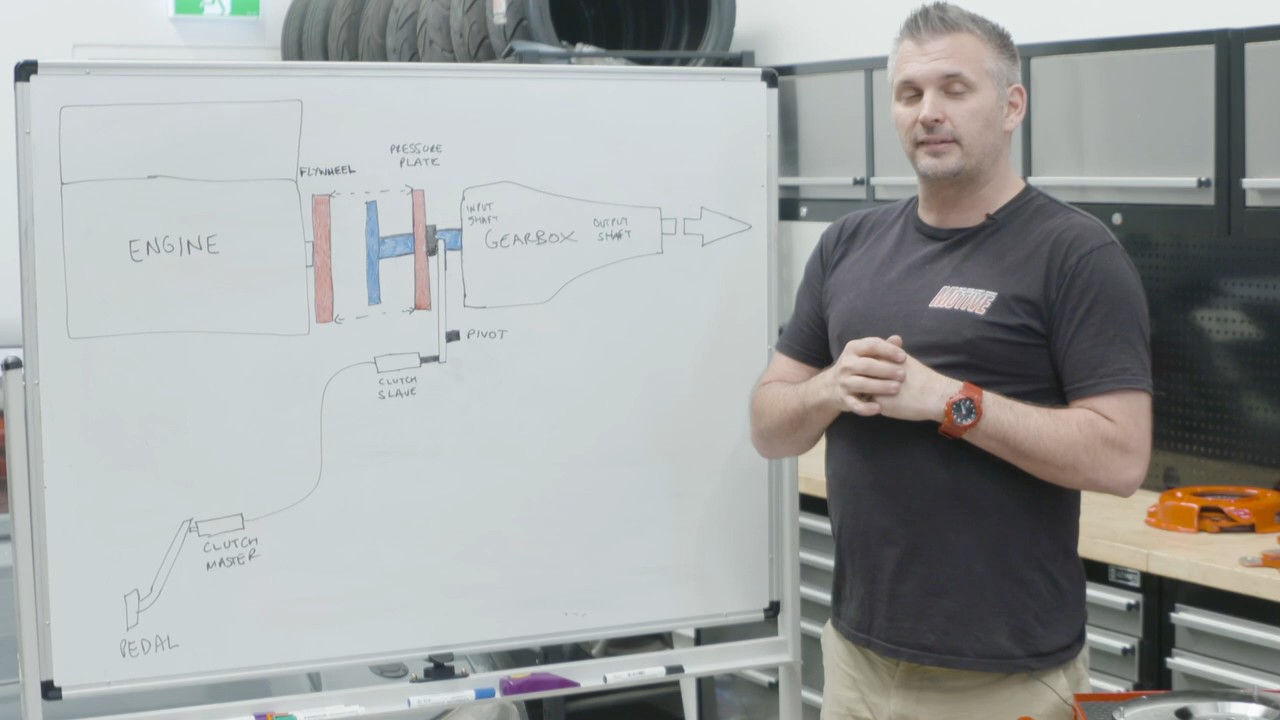 FLYWHEEL
PRESSURE
PLATE
ENGINE
INPUT
SHAFT
GEARBOX
OUTPUT
SHAFT
PIVOT
CLUTCH
SLAVE
CLUTCH
MASTER
PEDAL
MOTIVE